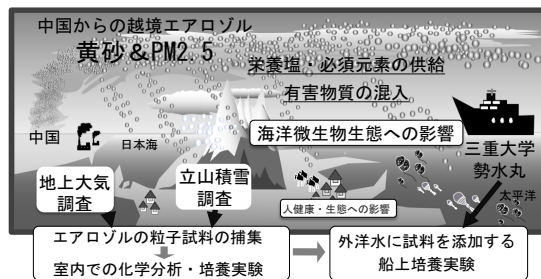 中国からの越境エアロゾル
黄砂＆PM2.5
栄養塩・必須元素の供給
有害物質の混入
海洋微生物生態への影響
中国
日本海
三重大学
勢水丸
太平洋
地上大気
調査
立山積雪
調査
人健康・生態への影響
エアロゾルの粒子試料の捕集
室内での化学分析・培養実験
外洋水に試料を添加する
船上培養実験